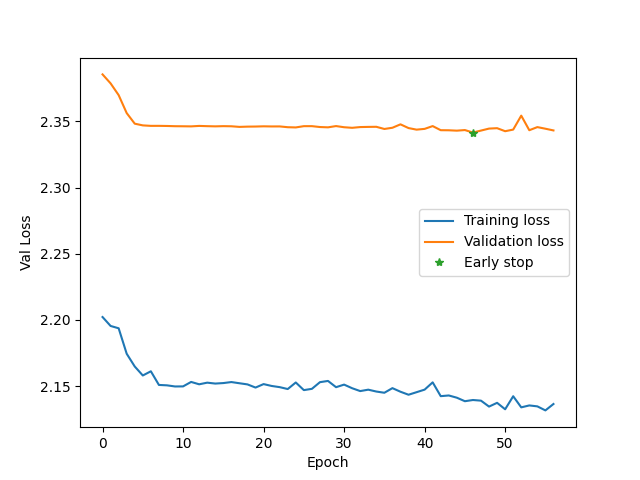 2.35
2.30
2.25
2.20
2.15
Val Loss
Training loss
Validation loss
Early stop
0 10 20 30 40 50
Epoch